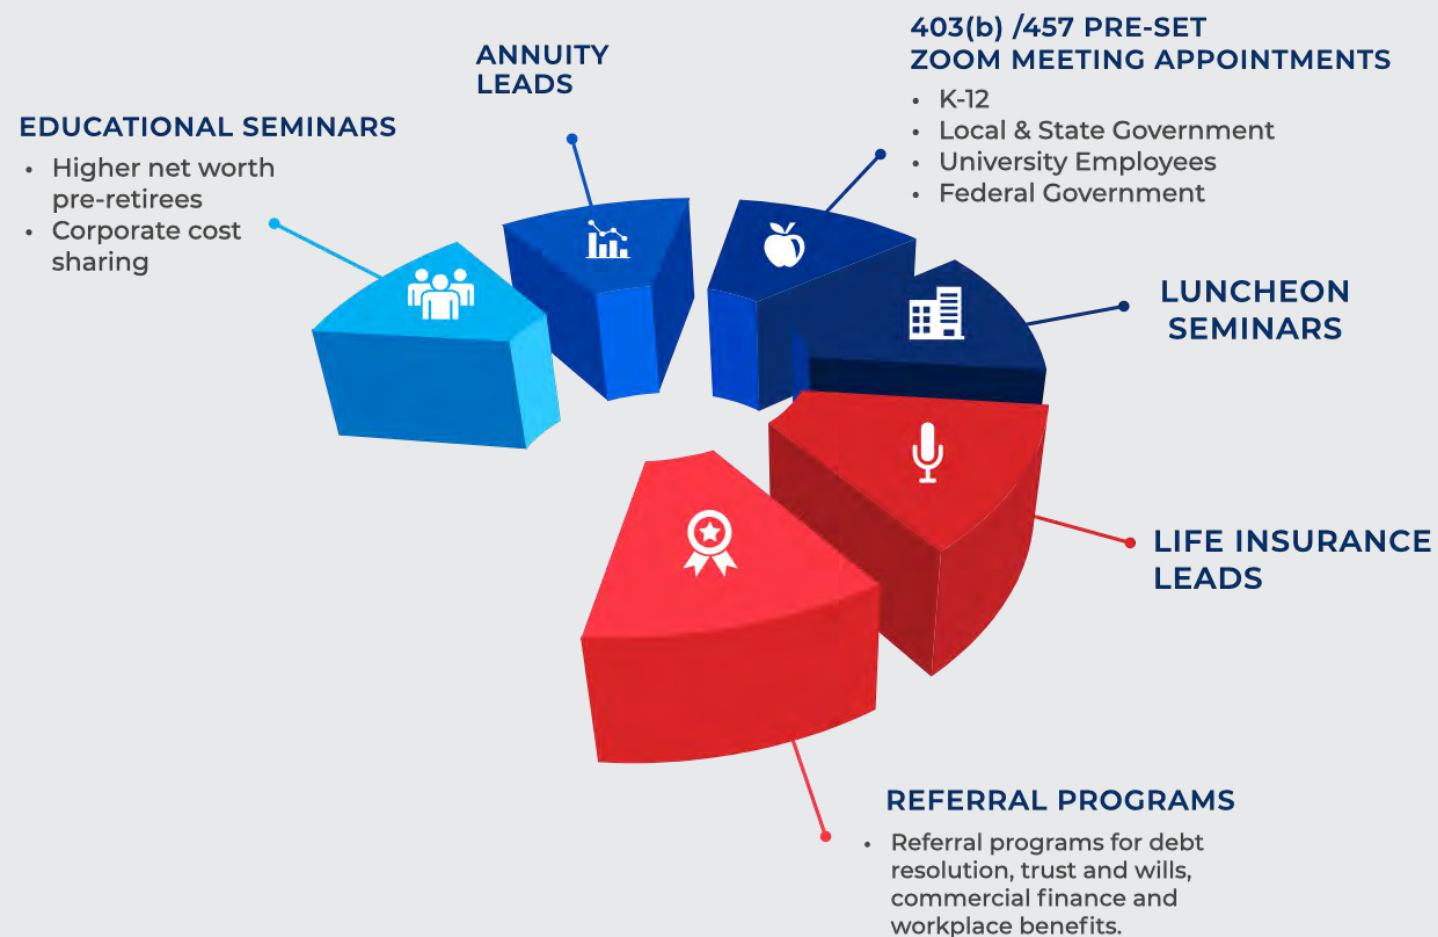 EDUCATIONAL SEMINARS
• Higher net worth
pre-retirees
• Corporate cost
sharing
ANNUITY
LEADS
403(b) /457 PRE-SET
ZOOM MEETING APPOINTMENTS
• K-12
• Local & State Government
• University Employees
• Federal Government
LUNCHEON
SEMINARS
LIFE INSURANCE
LEADS
REFERRAL PROGRAMS
• Referral programs for debt
resolution, trust and wills,
commercial finance and
workplace benefits.